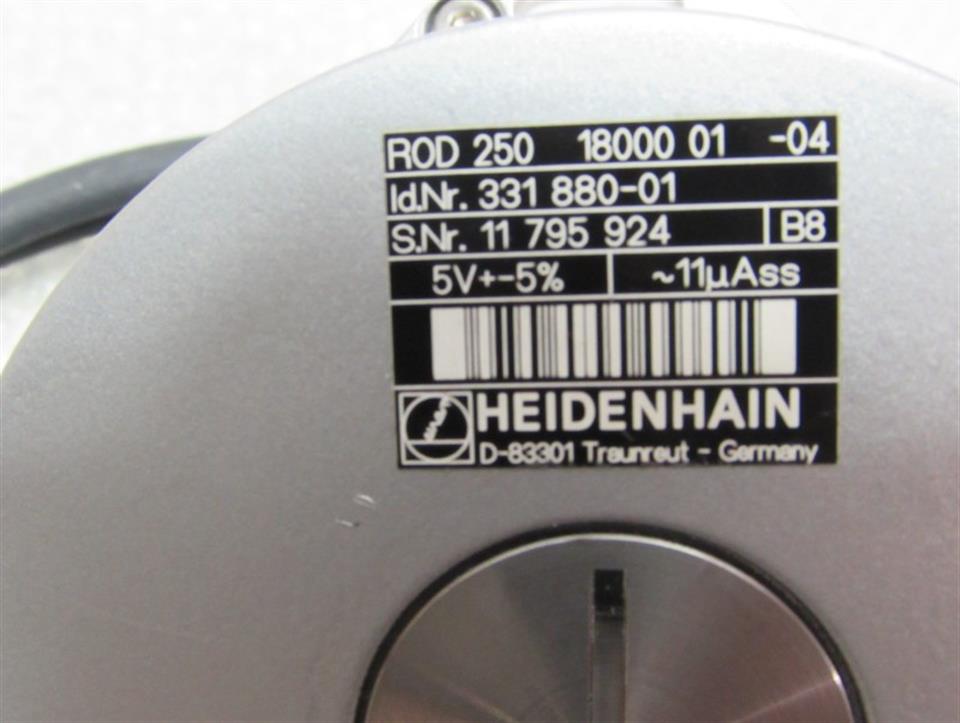 ROD 250 18000 01 -04
Id.Nr. 331 880-01
S.Nr. 11 795 924 B8
5V+-5% ~11µAss
HEIDENHAIN
D-83301 Traunreut - Germany